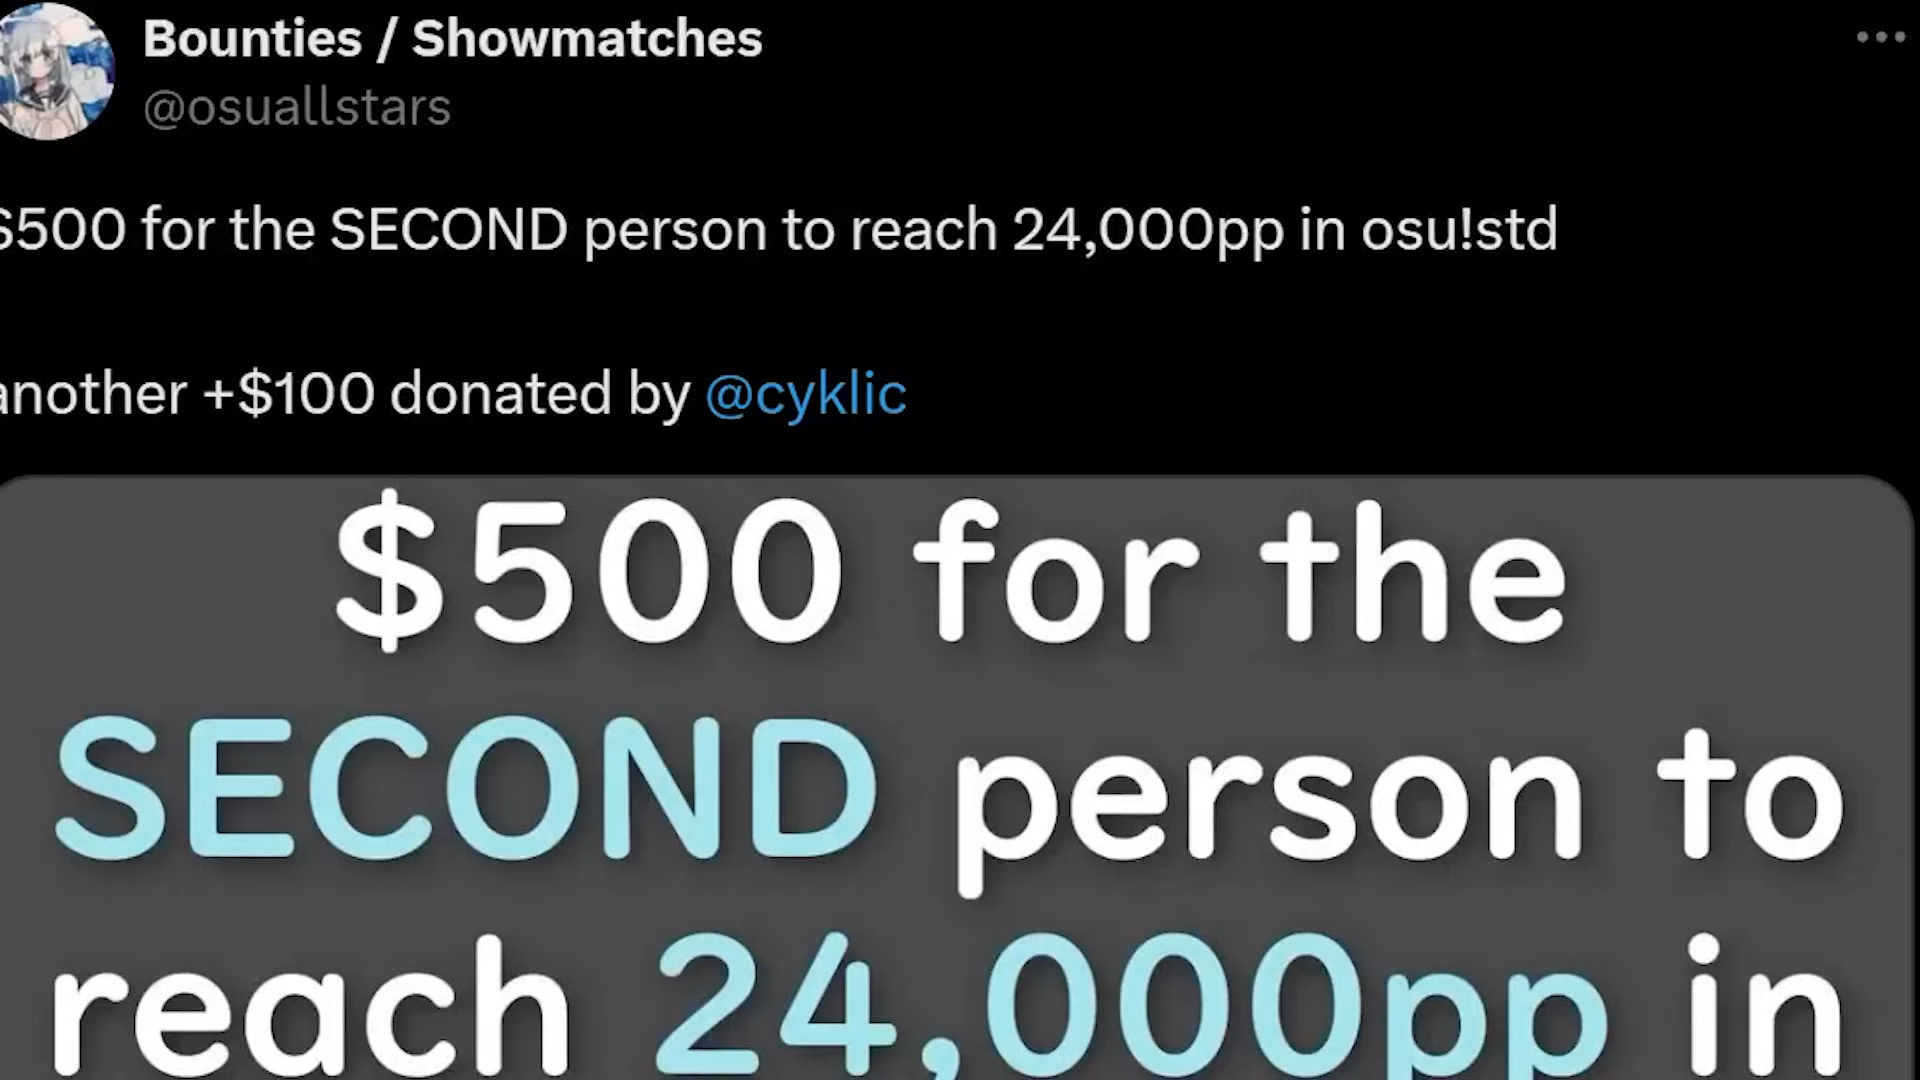 Bounties / Showmatches
@osuallstars
$500 for the SECOND person to reach 24,000pp in osu!std
another +$100 donated by @cyklic
$500 for the
SECOND person to
reach 24,000pp in